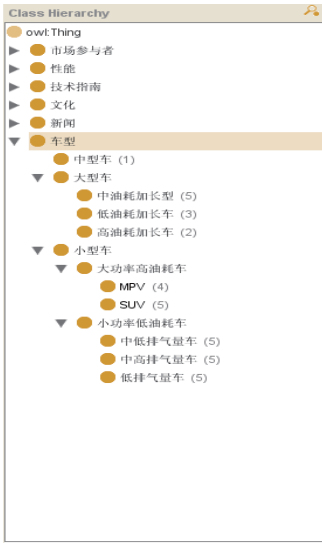 Class Hierarchy
owl:Thing
市场参与者
性能
技术指南
文化
新闻
车型
中型车 (1)
大型车
中油耗加长型 (5)
低油耗加长车 (3)
高油耗加长车 (2)
小型车
大功率高油耗车
MPV (4)
SUV (5)
小功率低油耗车
中低排气量车 (5)
中高排气量车 (5)
低排气量车 (5)